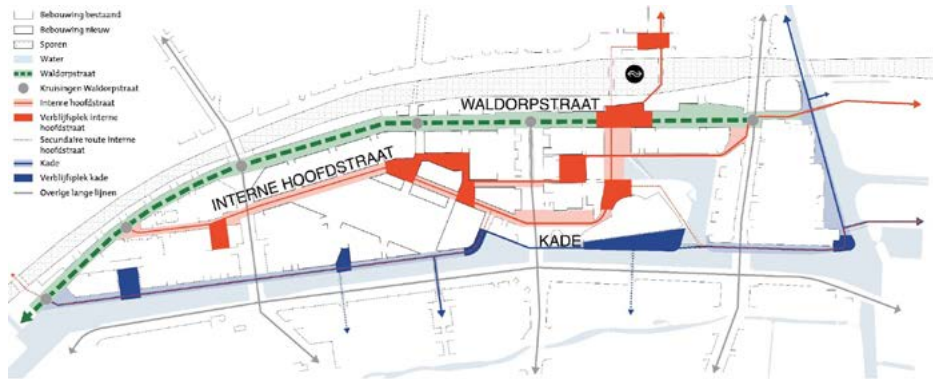 Bebouwing bestaand
Bebouwing nieuw
Sporen
Water
Waldorpstraat
Kruisingen Waldorpstraat
Interne hoofdstraat
Verblijfsplek interne
hoofdstraat
Secundaire route interne
hoofdstraat
Kade
Verblijfsplek kade
Overige lange lijnen
WALDORPSTRAAT
INTERNE HOOFDSTRAAT
KADE